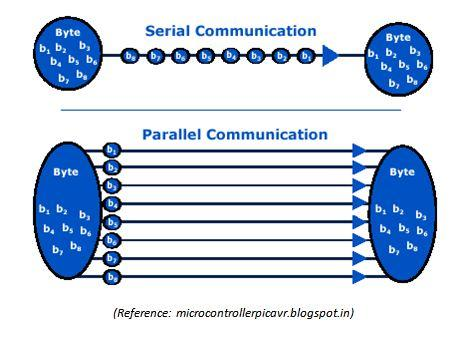 Serial Communication
Byte
b1 b2 b3
b4 b5 b6
b7 b8
b8 b7 b6 b5 b4 b3 b2 b1
Byte
b1 b2 b3
b4 b5 b6
b7 b8
Parallel Communication
Byte
b1 b2 b3
b4 b5 b6
b7 b8
b1
b2
b3
b4
b5
b6
b7
b8
Byte
b1 b2 b3
b4 b5 b6
b7 b8
(Reference: microcontrollerpicavr.blogspot.in)